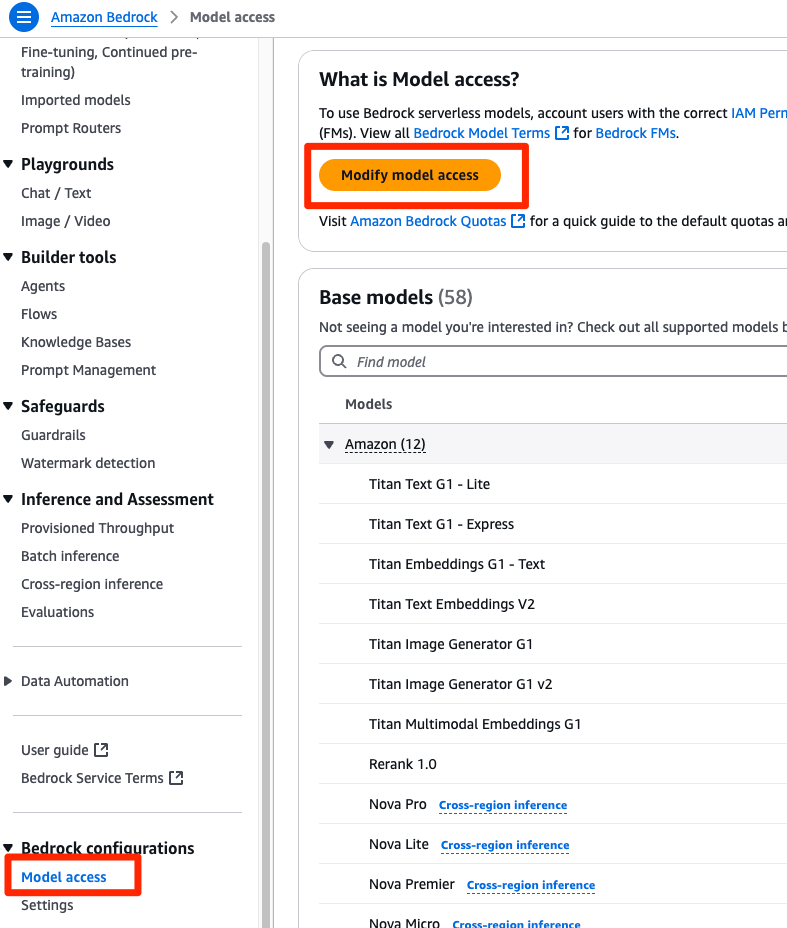 Amazon Bedrock > Model access
Fine-tuning, Continued pre-
training)
Imported models
Prompt Routers
Playgrounds
Chat / Text
Image / Video
Builder tools
Agents
Flows
Knowledge Bases
Prompt Management
Safeguards
Guardrails
Watermark detection
Inference and Assessment
Provisioned Throughput
Batch inference
Cross-region inference
Evaluations
Data Automation
User guide
Bedrock Service Terms
Bedrock configurations
Model access
Settings
What is Model access?
To use Bedrock serverless models, account users with the correct IAM Perm
(FMs). View all Bedrock Model Terms for Bedrock FMs.
Modify model access
Visit Amazon Bedrock Quotas for a quick guide to the default quotas a
Base models (58)
Not seeing a model you're interested in? Check out all supported models b
Find model
Models
Amazon (12)
Titan Text G1 - Lite
Titan Text G1 - Express
Titan Embeddings G1 - Text
Titan Text Embeddings V2
Titan Image Generator G1
Titan Image Generator G1 v2
Titan Multimodal Embeddings G1
Rerank 1.0
Nova Pro Cross-region inference
Nova Lite Cross-region inference
Nova Premier Cross-region inference
Nova Micro Cross-region inference